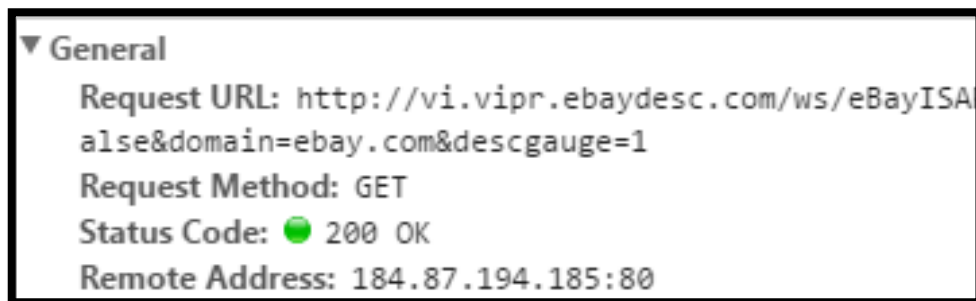 General
Request URL: http://vi.vipr.ebaydesc.com/ws/eBayISA
alse&domain=ebay.com&descgauge=1
Request Method: GET
Status Code: 200 OK
Remote Address: 184.87.194.185:80